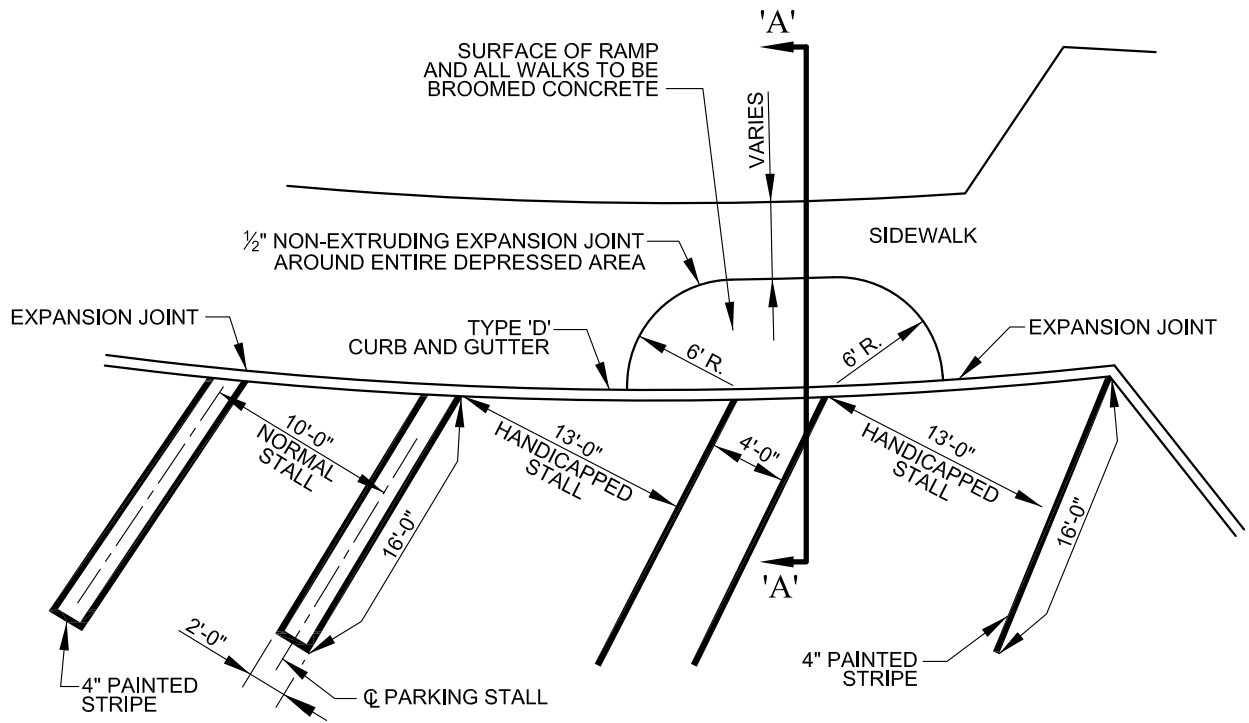 'A'
SURFACE OF RAMP
AND ALL WALKS TO BE
BROOMED CONCRETE
VARIES
SIDEWALK
½" NON-EXTRUDING EXPANSION JOINT
AROUND ENTIRE DEPRESSED AREA
EXPANSION JOINT
TYPE 'D'
CURB AND GUTTER
EXPANSION JOINT
6' R.
6' R.
10'-0"
NORMAL
STALL
13'-0"
HANDICAPPED
STALL
4'-0"
13'-0"
HANDICAPPED
STALL
16'-0"
16'-0"
'A'
2'-0"
4" PAINTED
STRIPE
℄ PARKING STALL
4" PAINTED
STRIPE